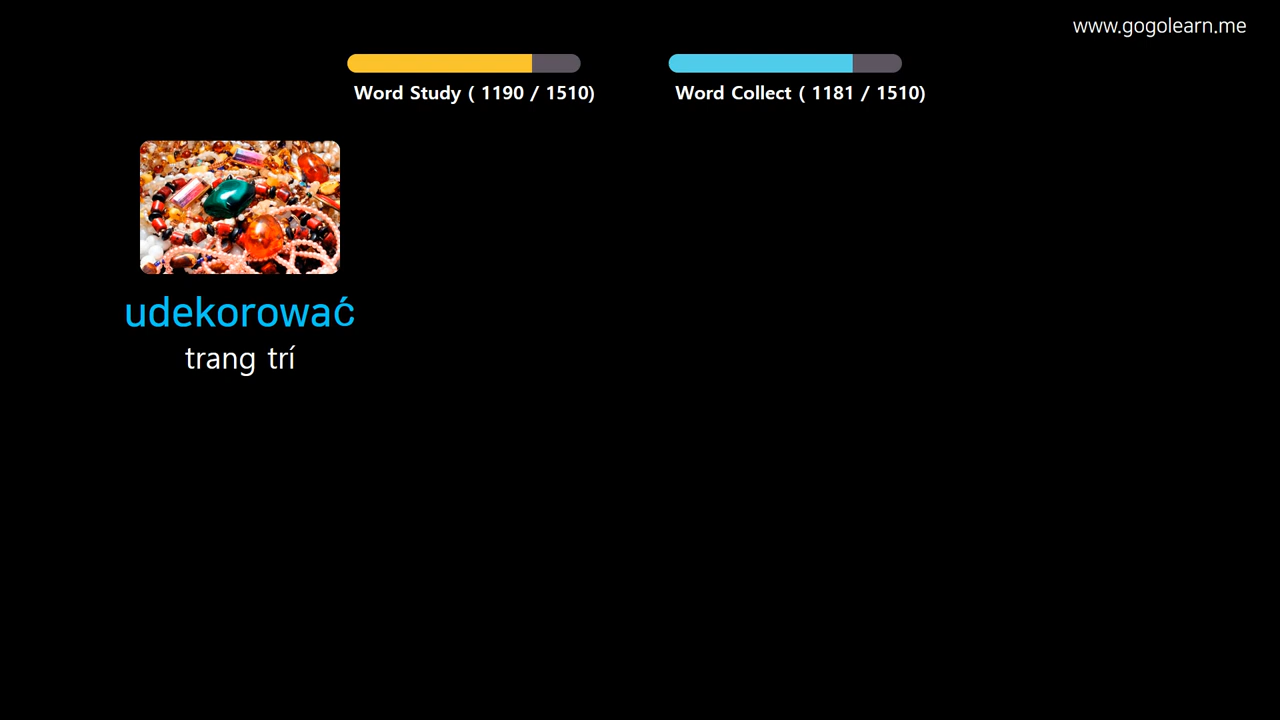 www.gogolearn.me
Word Study ( 1190 / 1510)
Word Collect ( 1181 / 1510)
udekorować
trang trí